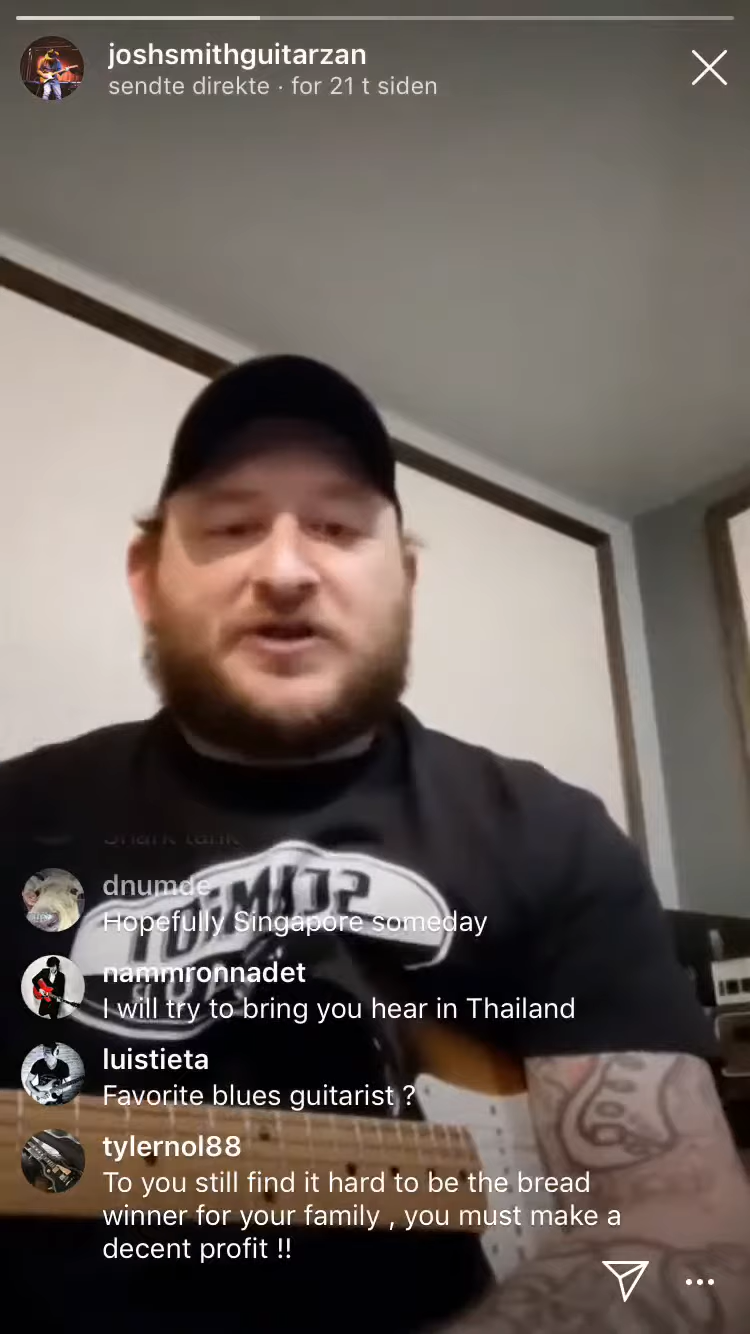 joshsmithguitarzan
sendte direkte · for 21 t siden
Shark tank
dnumde
Hopefully Singapore someday
nammronnadet
I will try to bring you hear in Thailand
luistieta
Favorite blues guitarist ?
tylernol88
To you still find it hard to be the bread
winner for your family , you must make a
decent profit !!